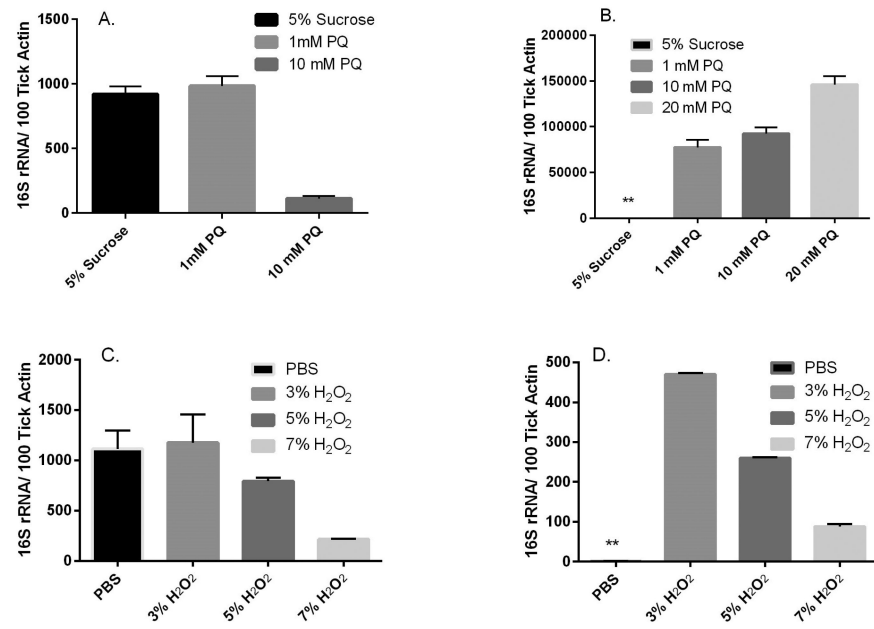 A.
5% Sucrose
1mM PQ
10 mM PQ
16S rRNA/ 100 Tick Actin
1500
1000
500
0
5% Sucrose
1mM PQ
10 mM PQ
B.
5% Sucrose
1 mM PQ
10 mM PQ
20 mM PQ
16S rRNA/ 100 Tick Actin
200000
150000
100000
50000
0
**
5% Sucrose
1 mM PQ
10 mM PQ
20 mM PQ
C.
PBS
3% H₂O₂
5% H₂O₂
7% H₂O₂
16S rRNA/ 100 Tick Actin
2000
1500
1000
500
0
PBS
3% H₂O₂
5% H₂O₂
7% H₂O₂
D.
PBS
3% H₂O₂
5% H₂O₂
7% H₂O₂
16S rRNA/ 100 Tick Actin
500
400
300
200
100
0
**
PBS
3% H₂O₂
5% H₂O₂
7% H₂O₂